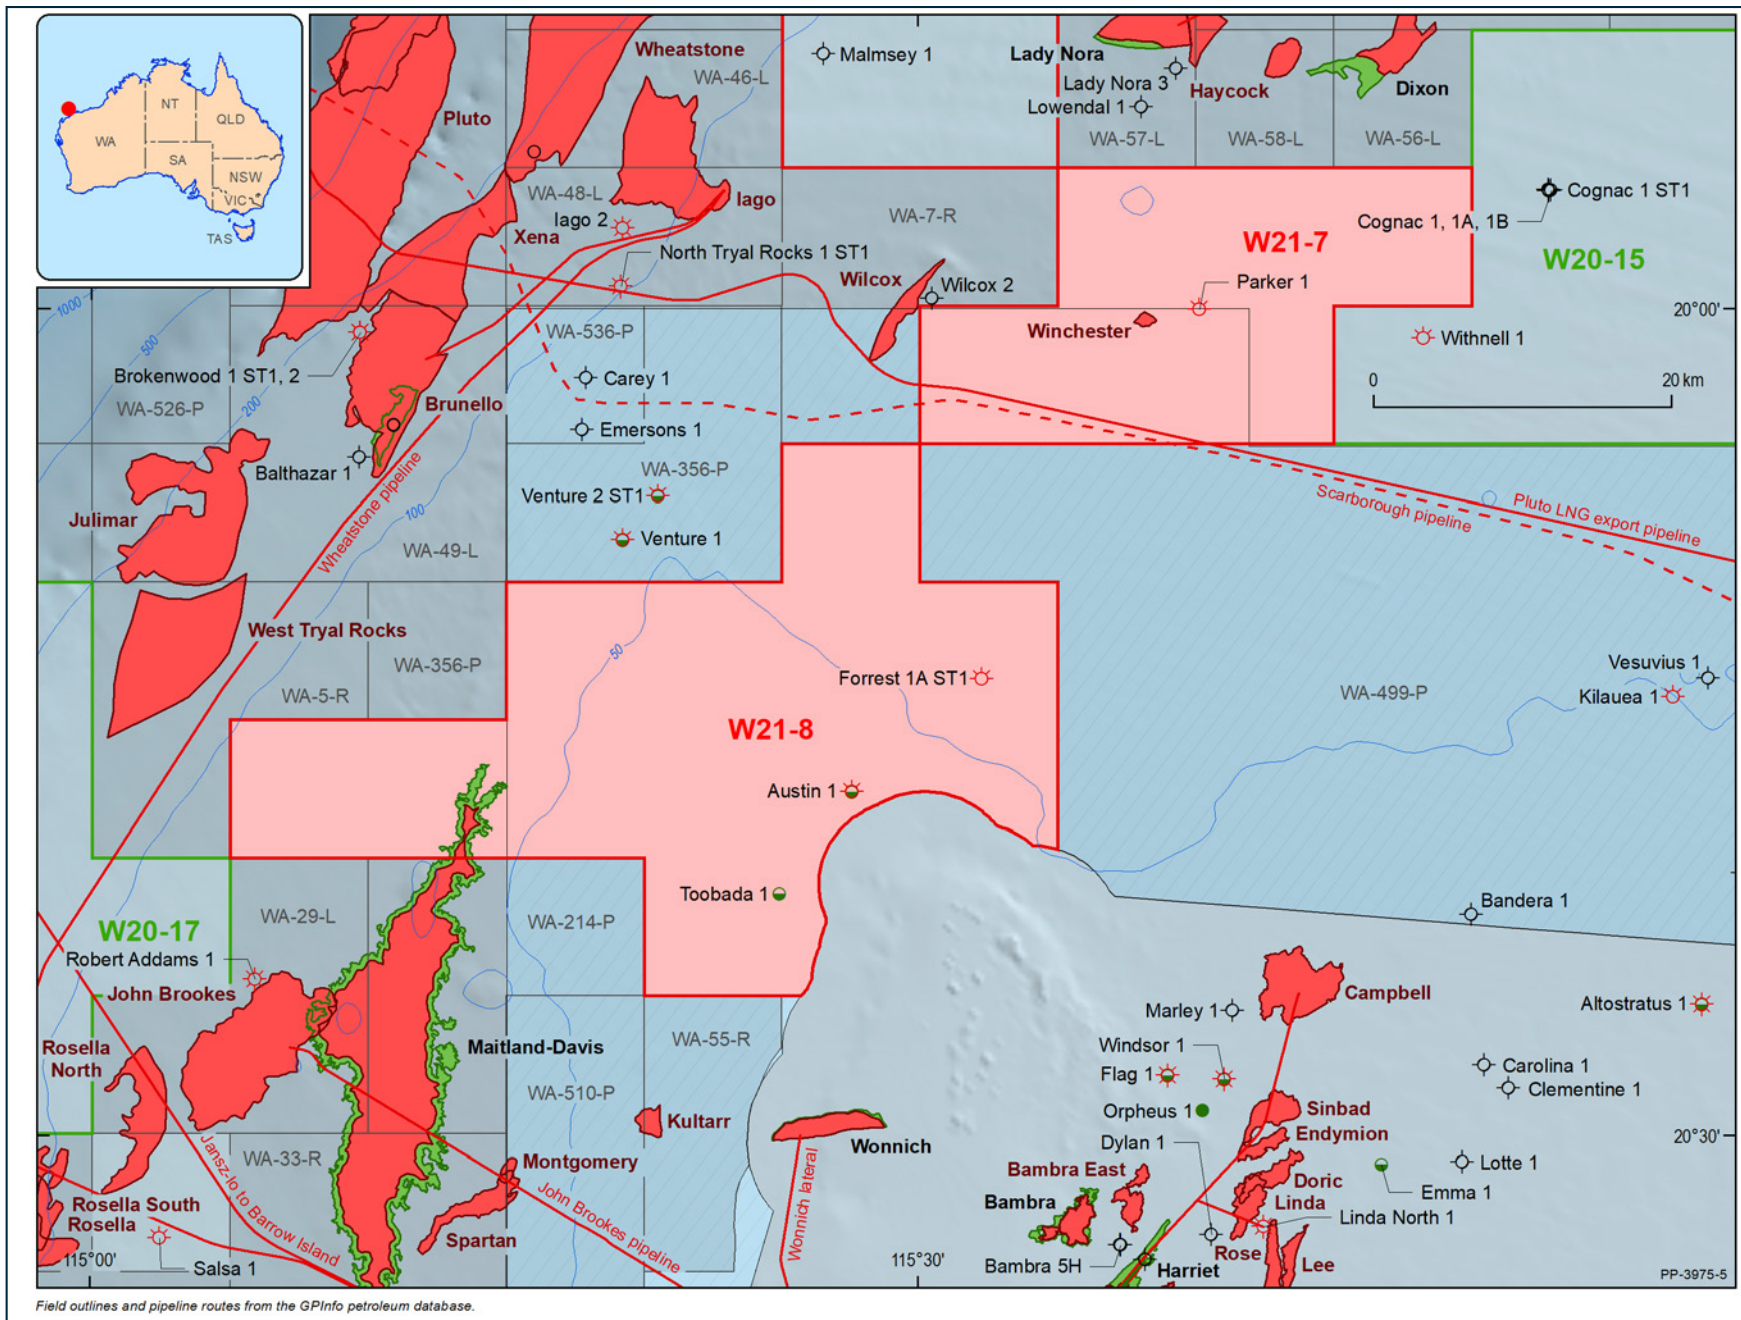 NT
WA
QLD
SA
NSW
VIC
TAS
Wheatstone
WA-46-L
Malmsey 1
Lady Nora
Lady Nora 3
Haycock
Dixon
Lowendal 1
WA-57-L
WA-58-L
WA-56-L
Pluto
WA-48-L
Iago 2
Iago
Xena
WA-7-R
North Tryal Rocks 1 ST1
Wilcox
Wilcox 2
W21-7
Cognac 1 ST1
Cognac 1, 1A, 1B
W20-15
Parker 1
Winchester
Withnell 1
20°00'
0
20 km
1000
500
200
100
50
WA-536-P
Brokenwood 1 ST1, 2
WA-526-P
Carey 1
Brunello
Emersons 1
Balthazar 1
WA-356-P
Venture 2 ST1
Venture 1
Julimar
Wheatstone pipeline
WA-49-L
Scarborough pipeline
Pluto LNG export pipeline
West Tryal Rocks
WA-356-P
WA-5-R
Forrest 1A ST1
WA-499-P
Vesuvius 1
Kilauea 1
W21-8
Austin 1
Toobada 1
Bandera 1
W20-17
WA-29-L
WA-214-P
Robert Addams 1
John Brookes
Rosella
North
Maitland-Davis
WA-55-R
WA-510-P
Kultarr
Marley 1
Campbell
Altostratus 1
Windsor 1
Flag 1
Carolina 1
Clementine 1
Orpheus 1
Sinbad
Endymion
Dylan 1
20°30'
Wonnich
Wonnich lateral
WA-33-R
Montgomery
John Brookes pipeline
Jansz-Io to Barrow Island
Bambra East
Bambra
Doric
Linda
Lotte 1
Emma 1
Linda North 1
Rosella South
Rosella
Spartan
Salsa 1
115°00'
115°30'
Bambra 5H
Harriet
Rose
Lee
PP-3975-5
Field outlines and pipeline routes from the GPInfo petroleum database.